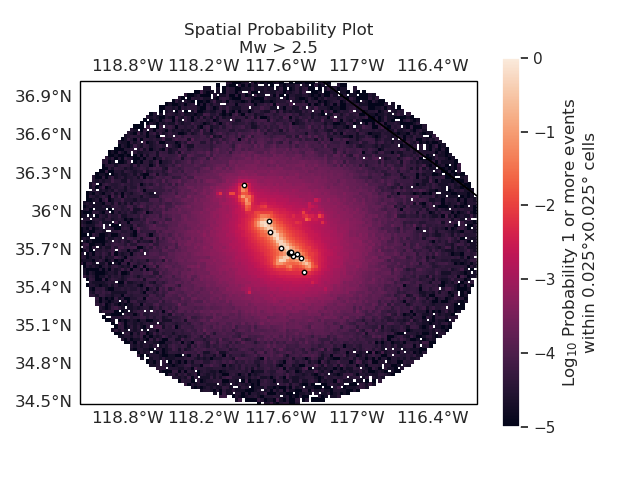 Spatial Probability Plot
Mw > 2.5
118.8°W 118.2°W 117.6°W 117°W 116.4°W
36.9°N
36.6°N
36.3°N
36°N
35.7°N
35.4°N
35.1°N
34.8°N
34.5°N
118.8°W 118.2°W 117.6°W 117°W 116.4°W
0
−1
−2
−3
−4
−5
Log₁₀ Probability 1 or more events
within 0.025°x0.025° cells